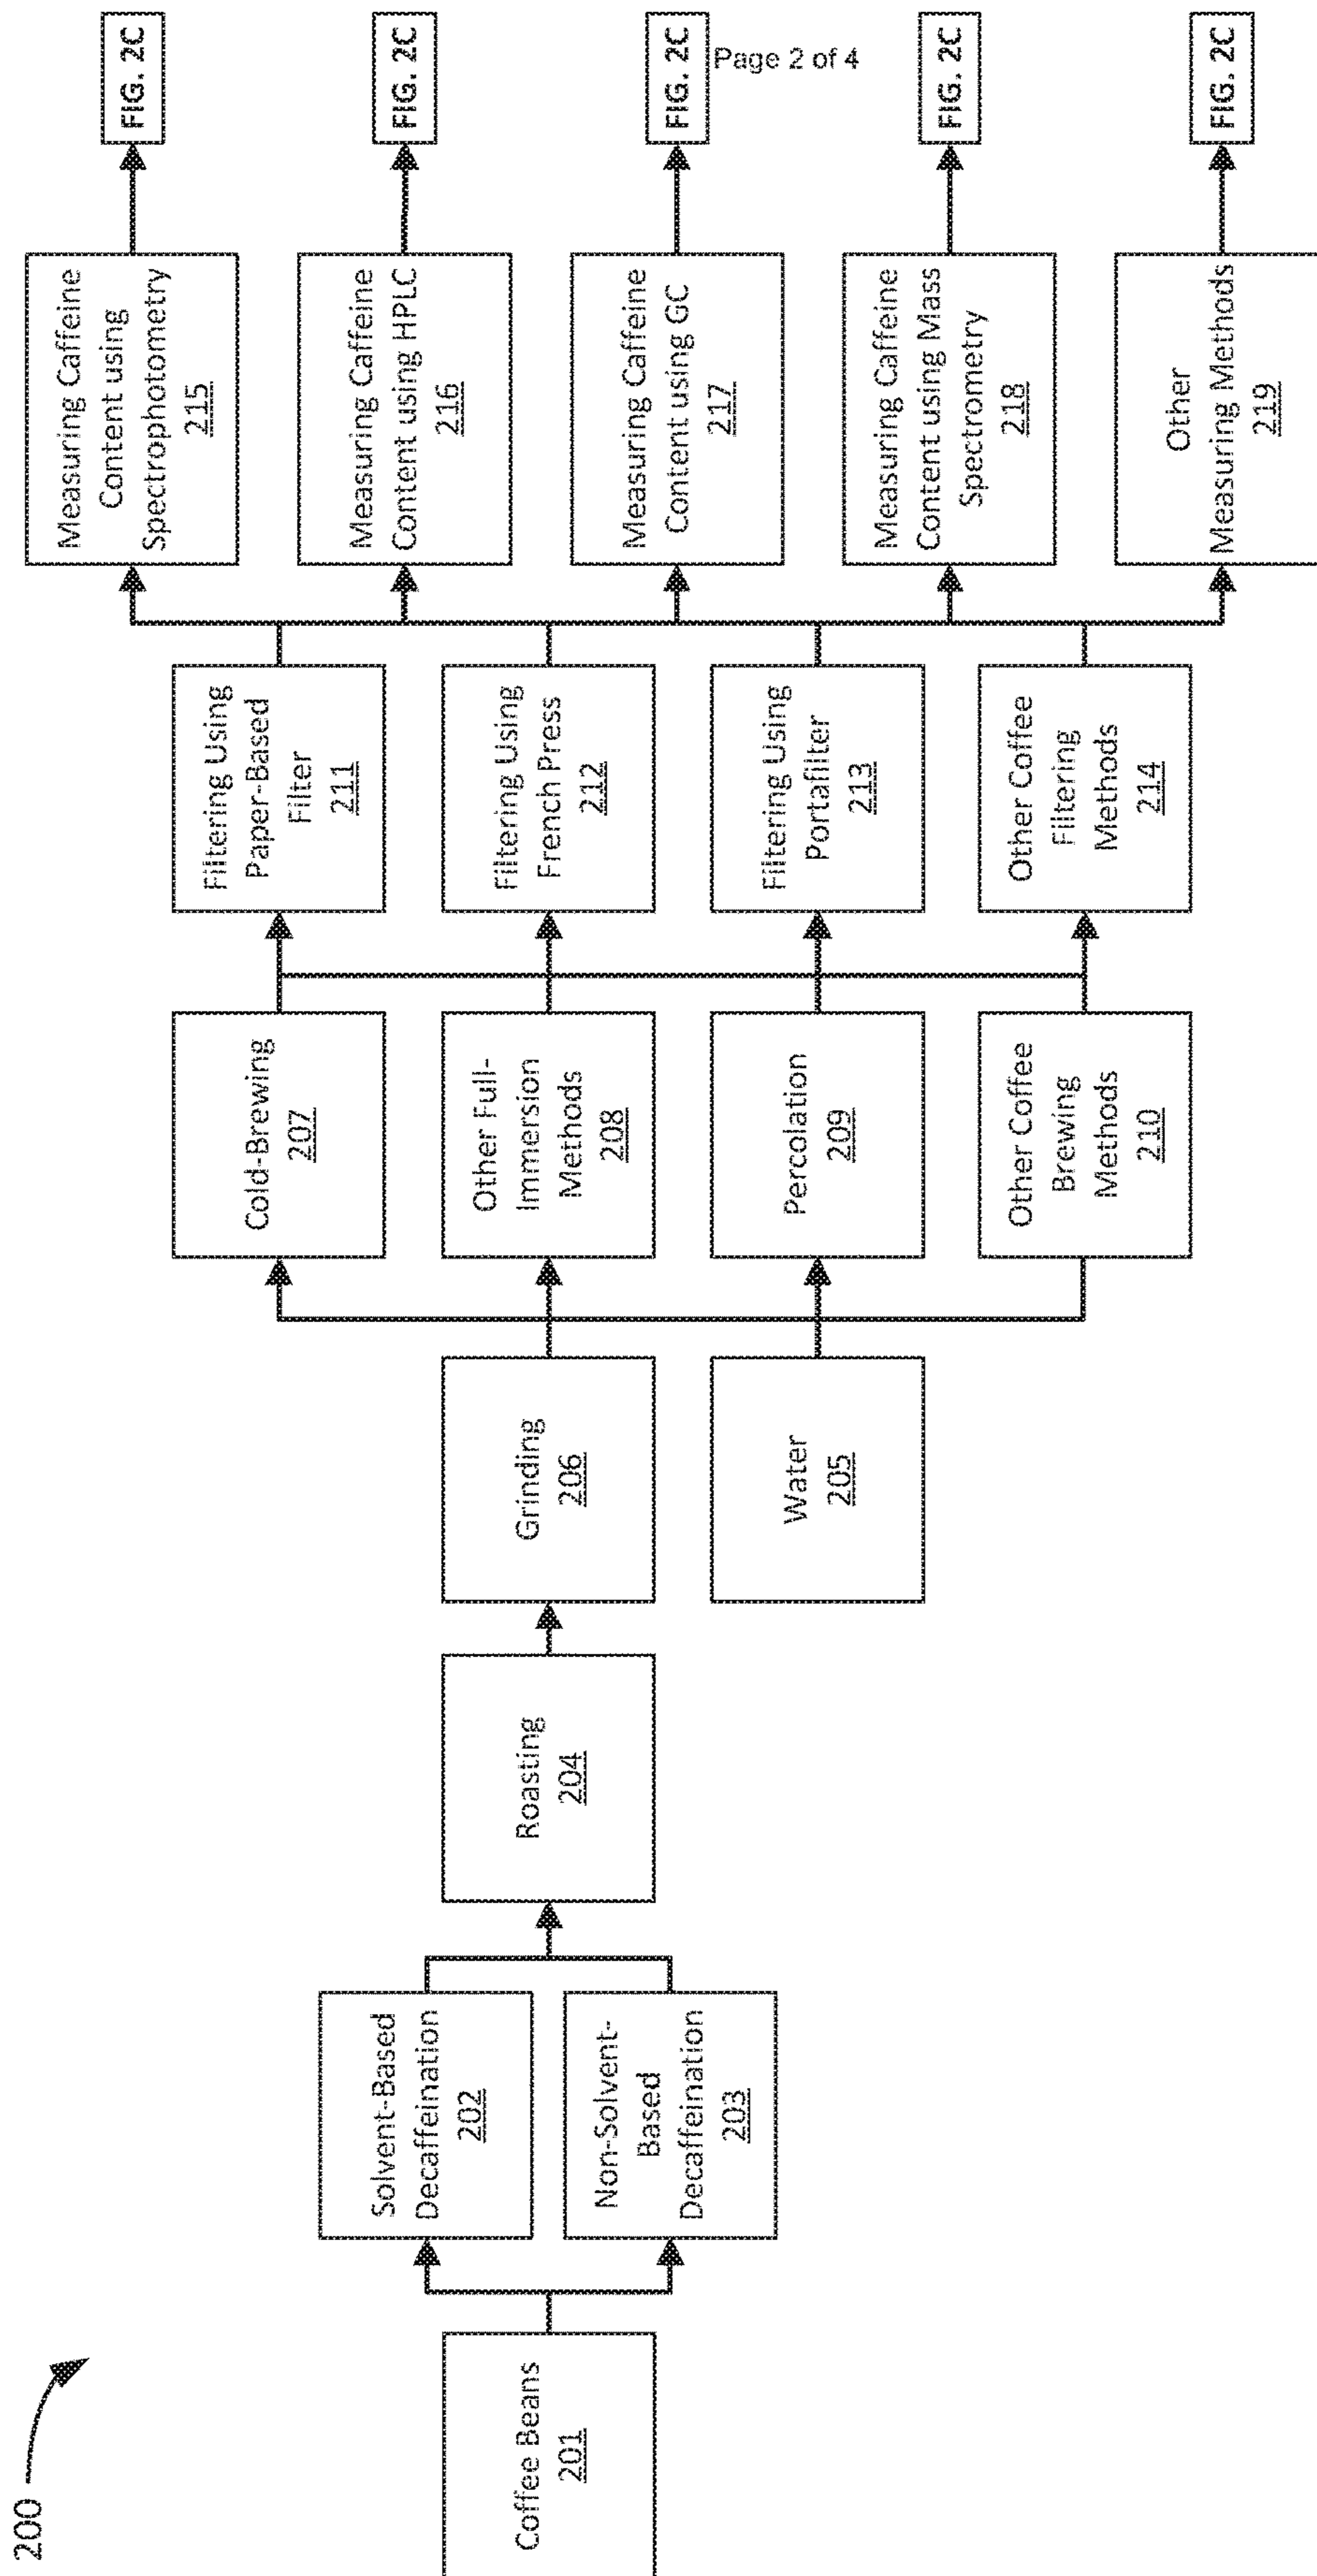 200
Coffee Beans
201
Solvent-Based
Decaffeination
202
Non-Solvent-
Based
Decaffeination
203
Roasting
204
Grinding
206
Water
205
Cold-Brewing
207
Other Full-
Immersion
Methods
208
Percolation
209
Other Coffee
Brewing
Methods
210
Filtering Using
Paper-Based
Filter
211
Filtering Using
French Press
212
Filtering Using
Portafilter
213
Other Coffee
Filtering
Methods
214
Measuring Caffeine
Content using
Spectrophotometry
215
Measuring Caffeine
Content using HPLC
216
Measuring Caffeine
Content using GC
217
Measuring Caffeine
Content using Mass
Spectrometry
218
Other
Measuring Methods
219
FIG. 2C
FIG. 2C
FIG. 2C
FIG. 2C
FIG. 2C
Page 2 of 4